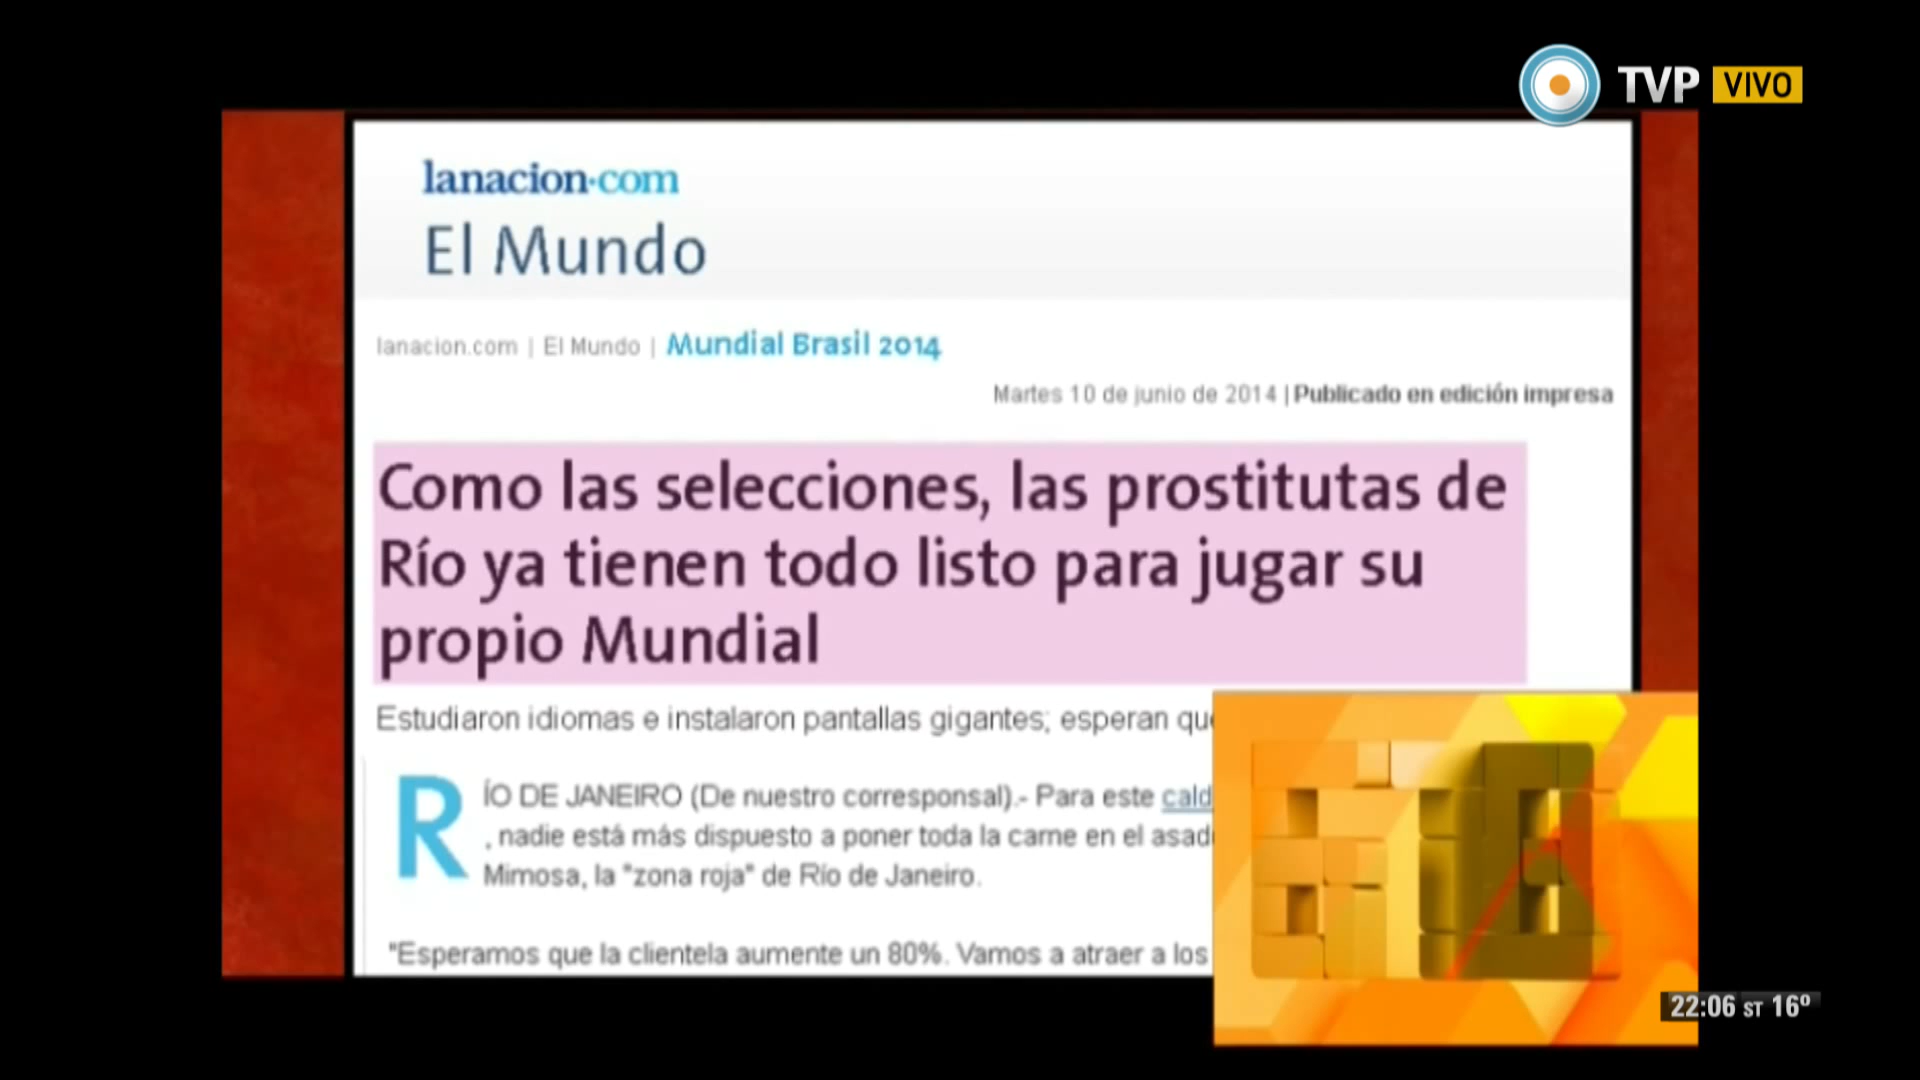 TVP VIVO
lanacion·com
El Mundo
lanacion.com | El Mundo | Mundial Brasil 2014
Martes 10 de junio de 2014 | Publicado en edición impresa
Como las selecciones, las prostitutas de
Río ya tienen todo listo para jugar su
propio Mundial
Estudiaron idiomas e instalaron pantallas gigantes; esperan
RÍO DE JANEIRO (De nuestro corresponsal).- Para este
, nadie está más dispuesto a poner toda la carne en el
Mimosa, la "zona roja" de Río de Janeiro.
"Esperamos que la clientela aumente un 80%. Vamos a atraer a los
22:06 ST 16º